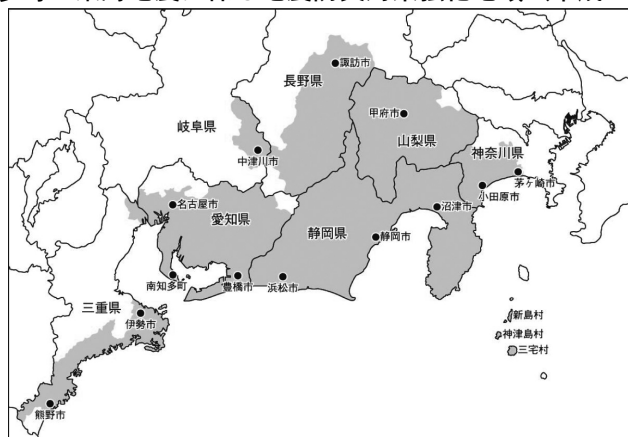 長野県
諏訪市
岐阜県
甲府市
山梨県
中津川市
神奈川県
茅ヶ崎市
小田原市
名古屋市
愛知県
沼津市
静岡県
静岡市
南知多町
豊橋市
浜松市
三重県
伊勢市
新島村
神津島村
三宅村
熊野市